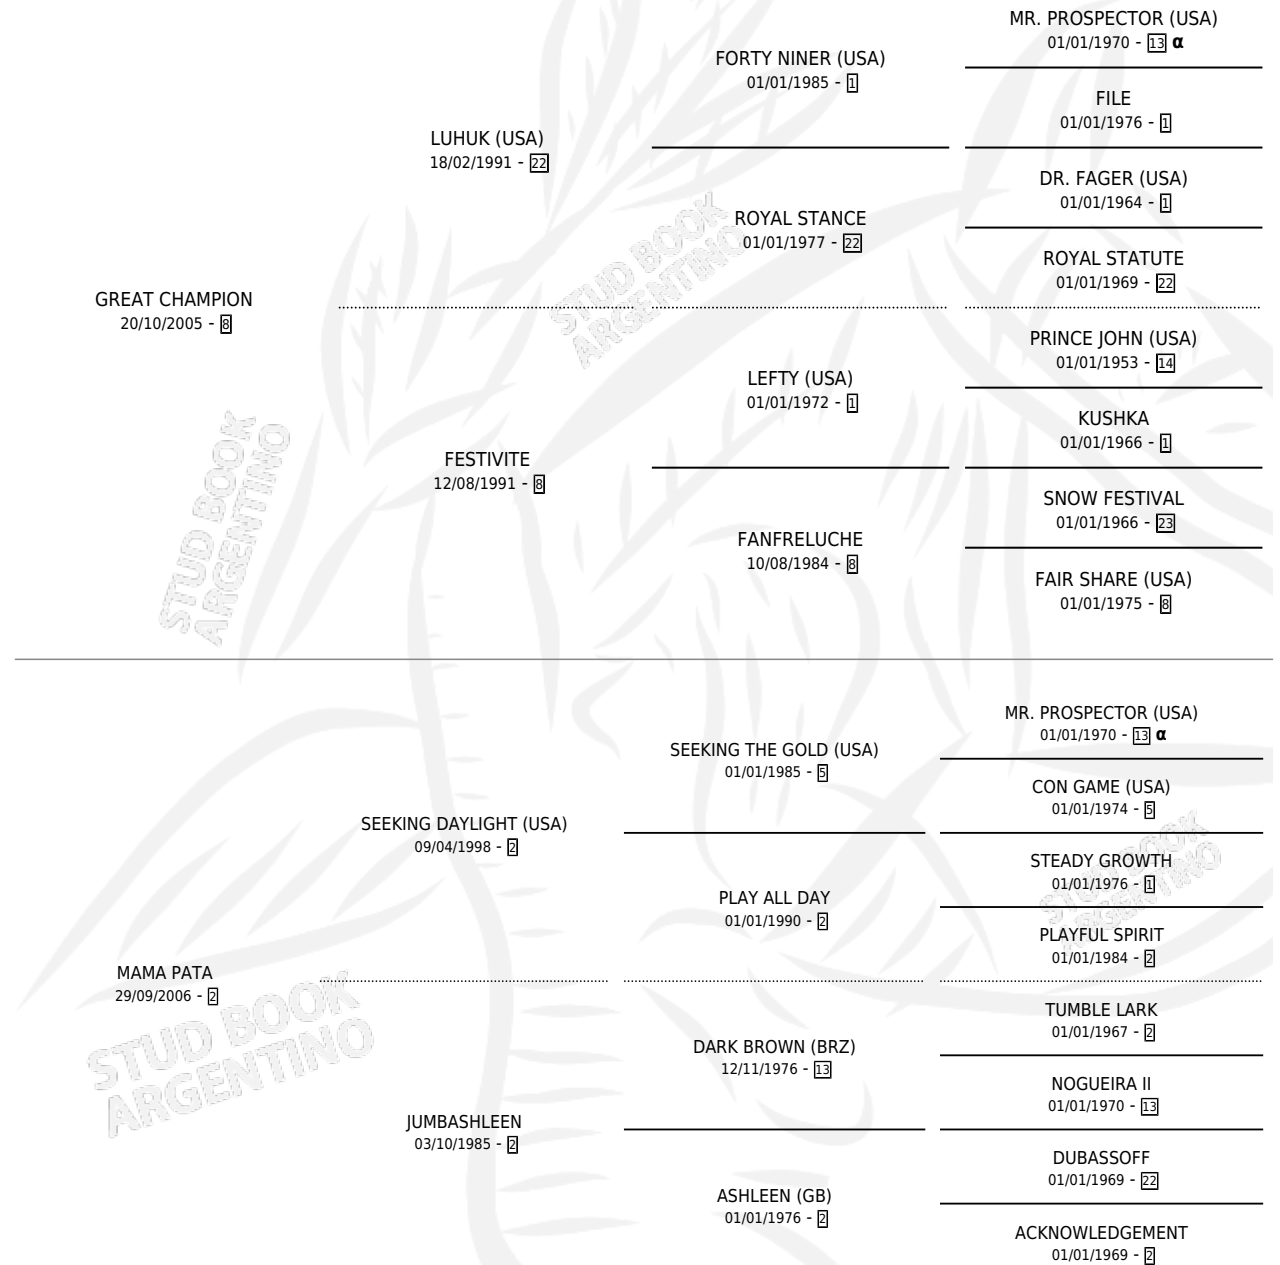 MR. PROSPECTOR (USA)
01/01/1970 - 13 α
FORTY NINER (USA)
01/01/1985 - 1
FILE
01/01/1976 - 1
LUHUK (USA)
18/02/1991 - 22
DR. FAGER (USA)
01/01/1964 - 1
ROYAL STANCE
01/01/1977 - 22
ROYAL STATUTE
01/01/1969 - 22
STUD BOOK
ARGENTINO
GREAT CHAMPION
20/10/2005 - 8
PRINCE JOHN (USA)
01/01/1953 - 14
LEFTY (USA)
01/01/1972 - 1
KUSHKA
01/01/1966 - 1
FESTIVITE
12/08/1991 - 8
SNOW FESTIVAL
01/01/1966 - 23
FANFRELUCHE
10/08/1984 - 8
FAIR SHARE (USA)
01/01/1975 - 8
STUD BOOK
ARGENTINO
MR. PROSPECTOR (USA)
01/01/1970 - 13 α
SEEKING THE GOLD (USA)
01/01/1985 - 5
CON GAME (USA)
01/01/1974 - 5
SEEKING DAYLIGHT (USA)
09/04/1998 - 2
STEADY GROWTH
01/01/1976 - 1
PLAY ALL DAY
01/01/1990 - 2
PLAYFUL SPIRIT
01/01/1984 - 2
STUD BOOK
ARGENTINO
MAMA PATA
29/09/2006 - 2
TUMBLE LARK
01/01/1967 - 2
DARK BROWN (BRZ)
12/11/1976 - 13
NOGUEIRA II
01/01/1970 - 13
JUMBASHLEEN
03/10/1985 - 2
DUBASSOFF
01/01/1969 - 22
ASHLEEN (GB)
01/01/1976 - 2
ACKNOWLEDGEMENT
01/01/1969 - 2
STUD BOOK
ARGENTINO